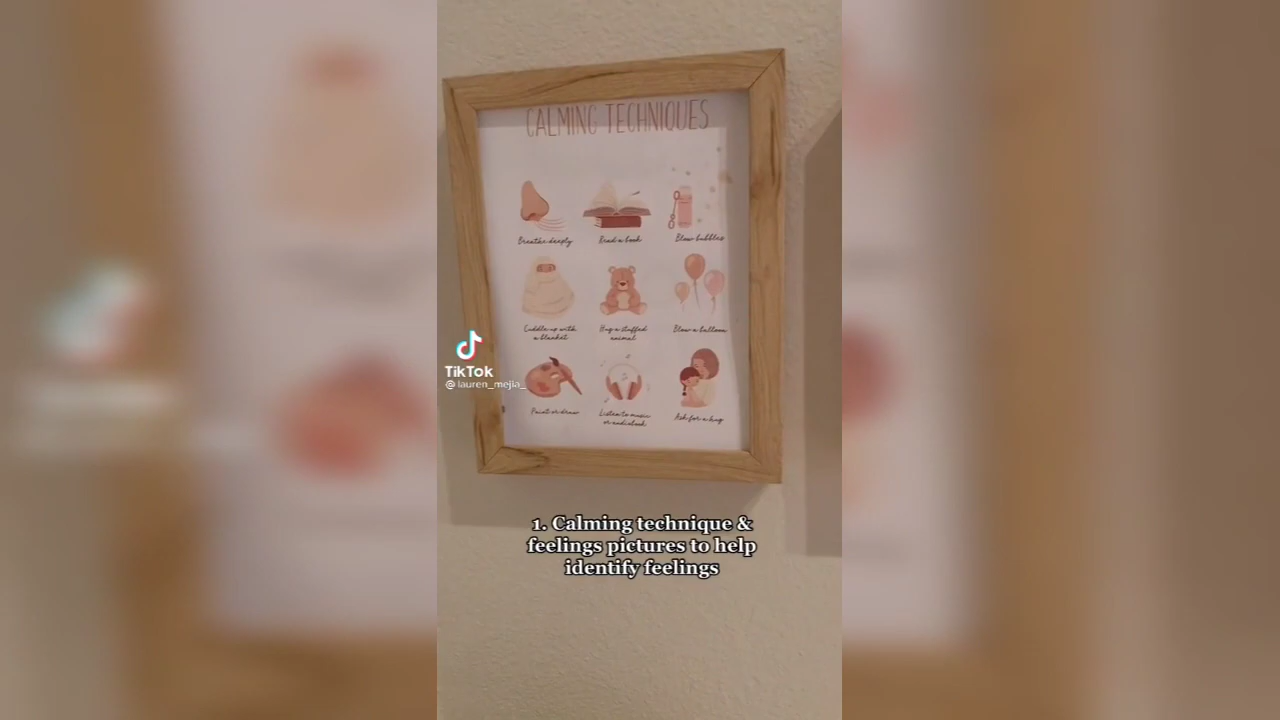 CALMING TECHNIQUES
Breathe deeply
Read a book
Blow bubbles
Cuddle up with
a blanket
Hug a stuffed
animal
Blow a balloon
Paint or draw
Listen to music
or audiobook
Ask for a hug
TikTok
@lauren_mejia_
1. Calming technique &
feelings pictures to help
identify feelings